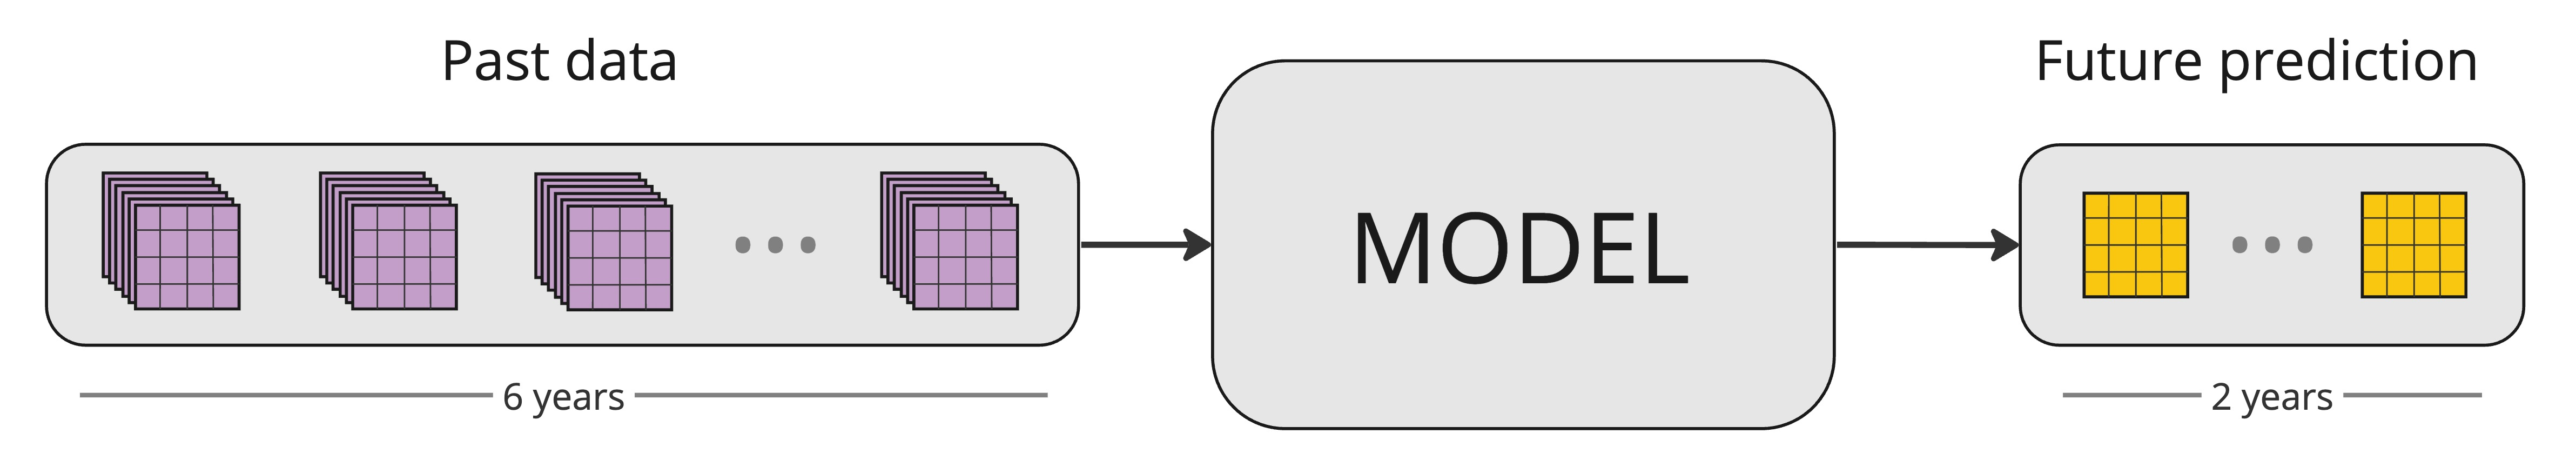 Past data
MODEL
Future prediction
6 years
2 years